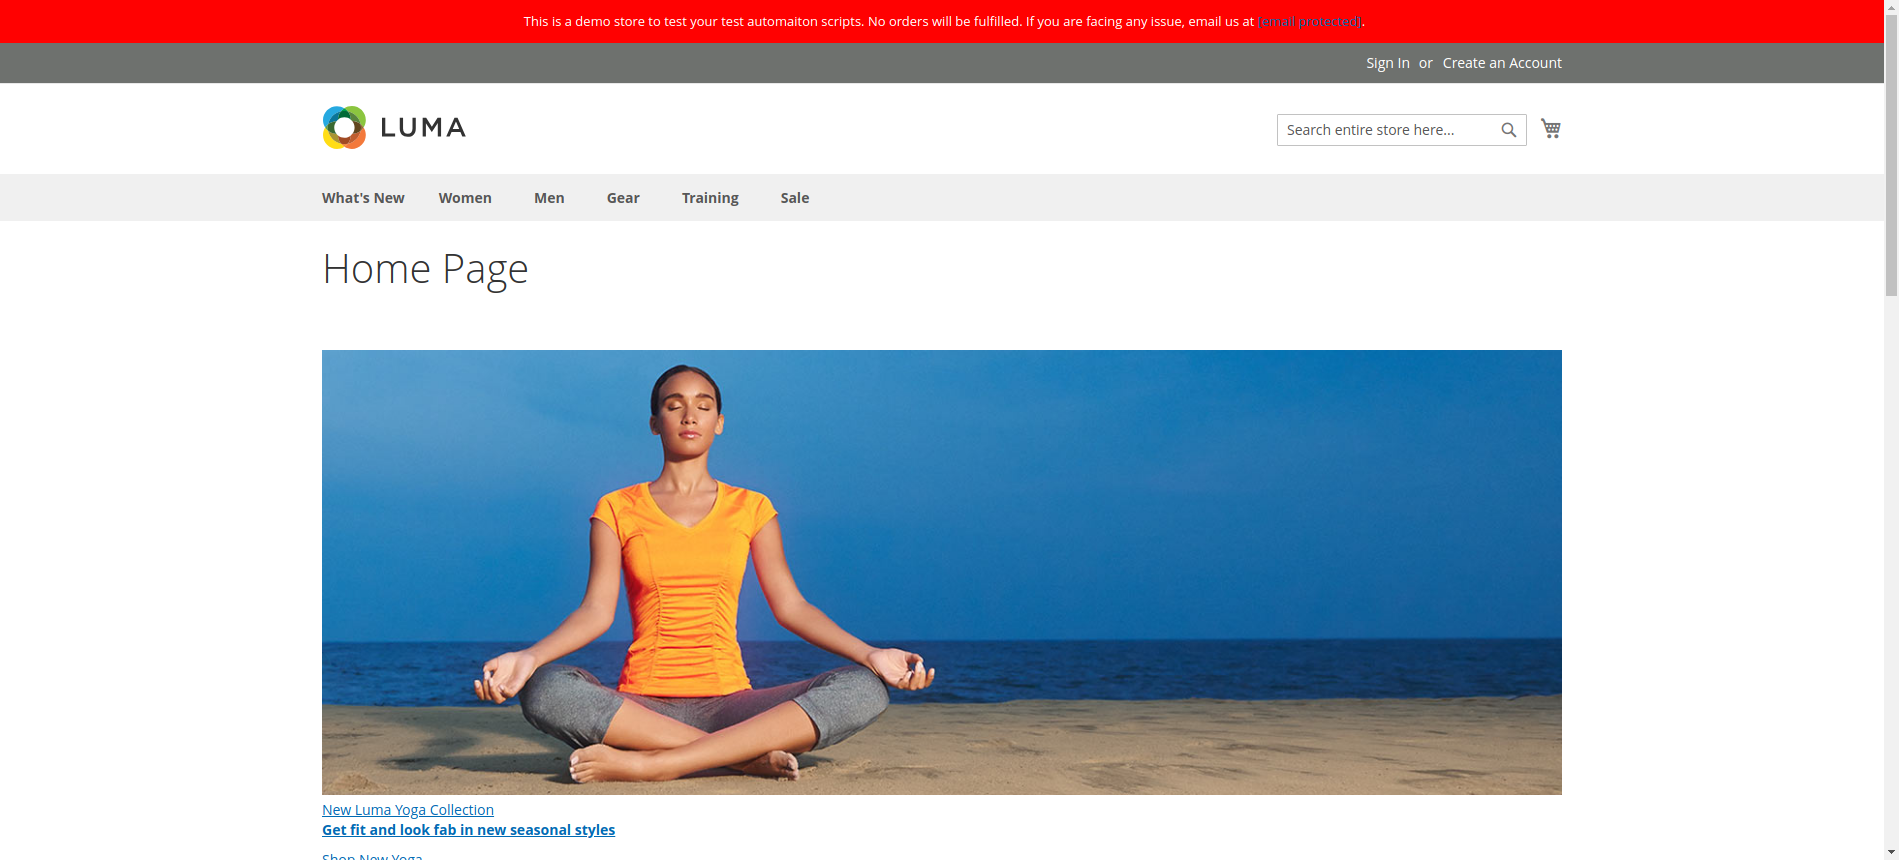 This is a demo store to test your test automaiton scripts. No orders will be fulfilled. If you are facing any issue, email us at [email protected].
Sign In or Create an Account
LUMA
Search entire store here...
What's New Women Men Gear Training Sale
Home Page
New Luma Yoga Collection
Get fit and look fab in new seasonal styles
Shop New Yoga